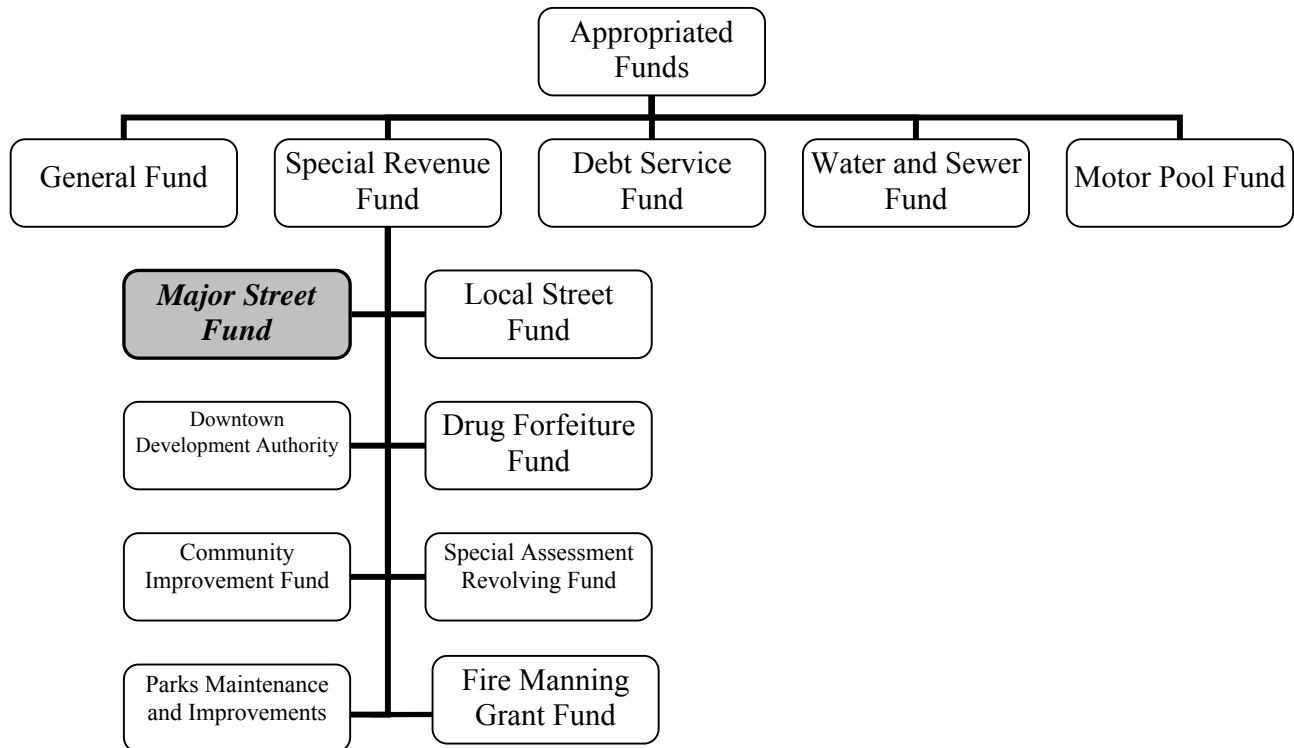 Appropriated
Funds
General Fund
Special Revenue
Fund
Debt Service
Fund
Water and Sewer
Fund
Motor Pool Fund
Major Street
Fund
Local Street
Fund
Downtown
Development Authority
Drug Forfeiture
Fund
Community
Improvement Fund
Special Assessment
Revolving Fund
Parks Maintenance
and Improvements
Fire Manning
Grant Fund